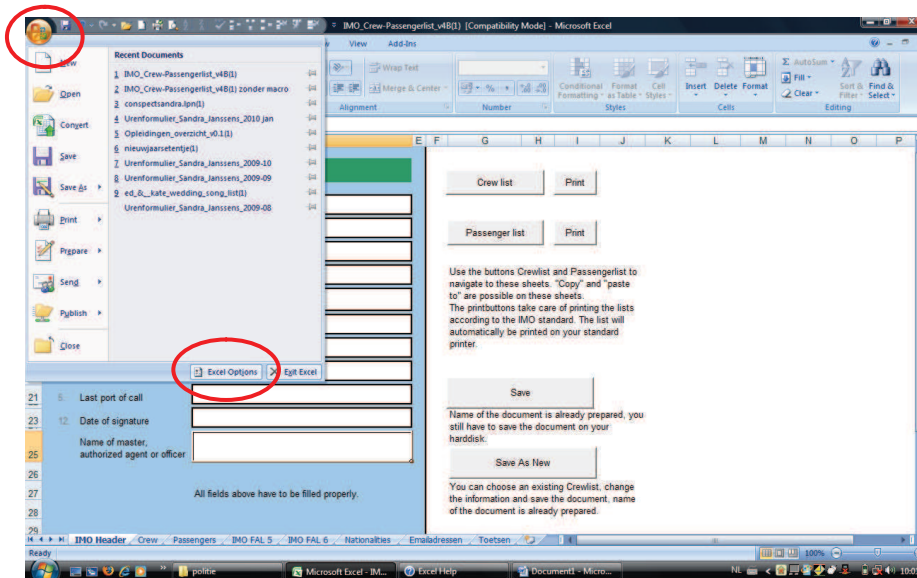 IMO_Crew-Passengerlist_v4B(1) [Compatibility Mode] - Microsoft Excel
View Add-Ins
New
Open
Convert
Save
Save As
Print
Prepare
Send
Publish
Close
Recent Documents
1 IMO_Crew-Passengerlist_v4B(1)
2 IMO_Crew-Passengerlist_v4B(1) zonder macro
3 conspectsandra.lpn(1)
4 Urenformulier_Sandra_Janssens_2010 jan
5 Opleidingen_overzicht_v0.1(1)
6 nieuwjaarsetentje(1)
7 Urenformulier_Sandra_Janssens_2009-10
8 Urenformulier_Sandra_Janssens_2009-09
9 ed_&__kate_wedding_song_list(1)
Urenformulier_Sandra_Janssens_2009-08
Excel Options Exit Excel
Wrap Text
Merge & Center
Alignment
Number
Conditional Formatting
Format as Table
Cell Styles
Styles
Insert Delete Format
Cells
AutoSum
Fill
Clear
Sort & Filter
Find & Select
Editing
E F G H I J K L M N O P
Crew list Print
Passenger list Print
Use the buttons Crewlist and Passengerlist to
navigate to these sheets. "Copy" and "paste
to" are possible on these sheets.
The printbuttons take care of printing the lists
according to the IMO standard. The list will
automatically be printed on your standard
printer.
Save
Name of the document is already prepared, you
still have to save the document on your
harddisk.
Save As New
You can choose an existing Crewlist, change
the information and save the document, name
of the document is already prepared.
21 Last port of call
23 12. Date of signature
25 Name of master,
authorized agent or officer
26
27 All fields above have to be filled properly.
28
29
IMO Header Crew Passengers IMO FAL 5 IMO FAL 6 Nationalities Emailadressen Toetsen
Ready 100%
politie Microsoft Excel - IM... Excel Help Document1 - Micro... NL